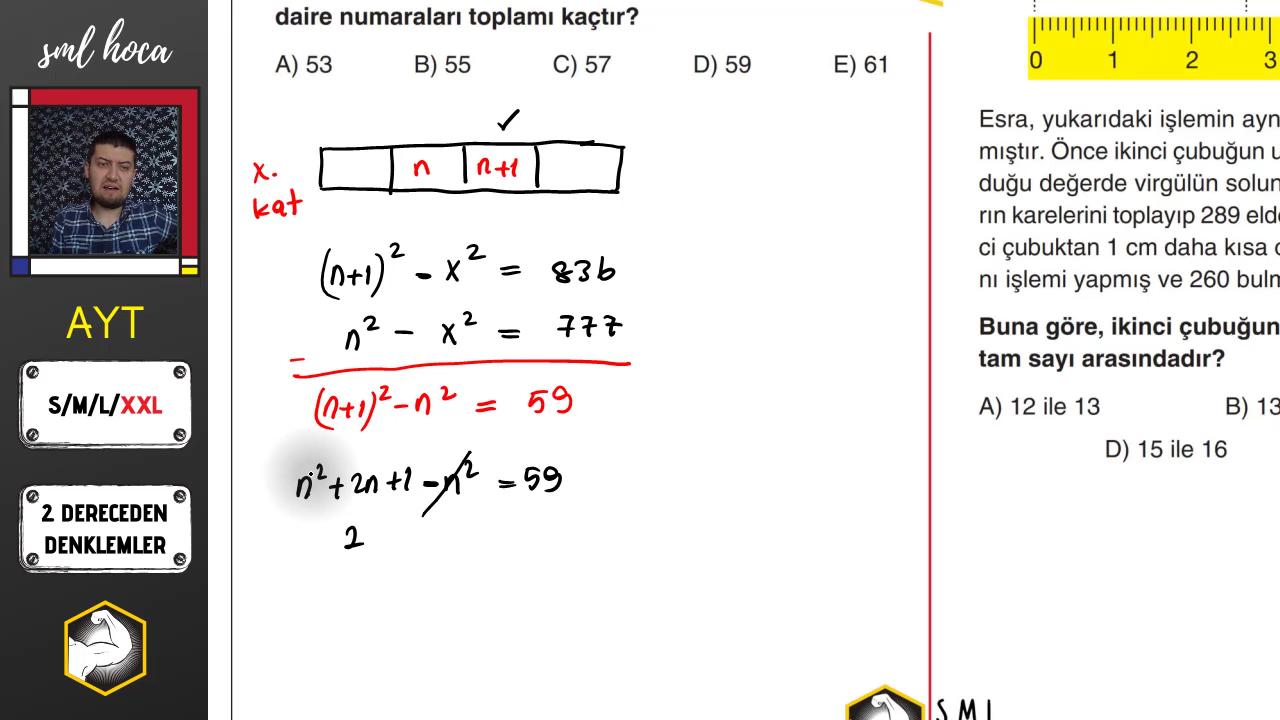 sml hoca
AYT
S/M/L/XXL
2. DERECEDEN
DENKLEMLER
daire numaraları toplamı kaçtır?
A) 53 B) 55 C) 57 D) 59 E) 61
✓
x. kat
n n+1
(n+1)² - x² = 836
n² - x² = 777
(n+1)² - n² = 59
n² + 2n + 1 - n² = 59
2
0 1 2 3
Esra, yukarıdaki işlemin ayn
mıştır. Önce ikinci çubuğun u
duğu değerde virgülün solun
rın karelerini toplayıp 289 elde
ci çubuktan 1 cm daha kısa
nı işlemi yapmış ve 260 bulm
Buna göre, ikinci çubuğun
tam sayı arasındadır?
A) 12 ile 13 B) 13
D) 15 ile 16
SML